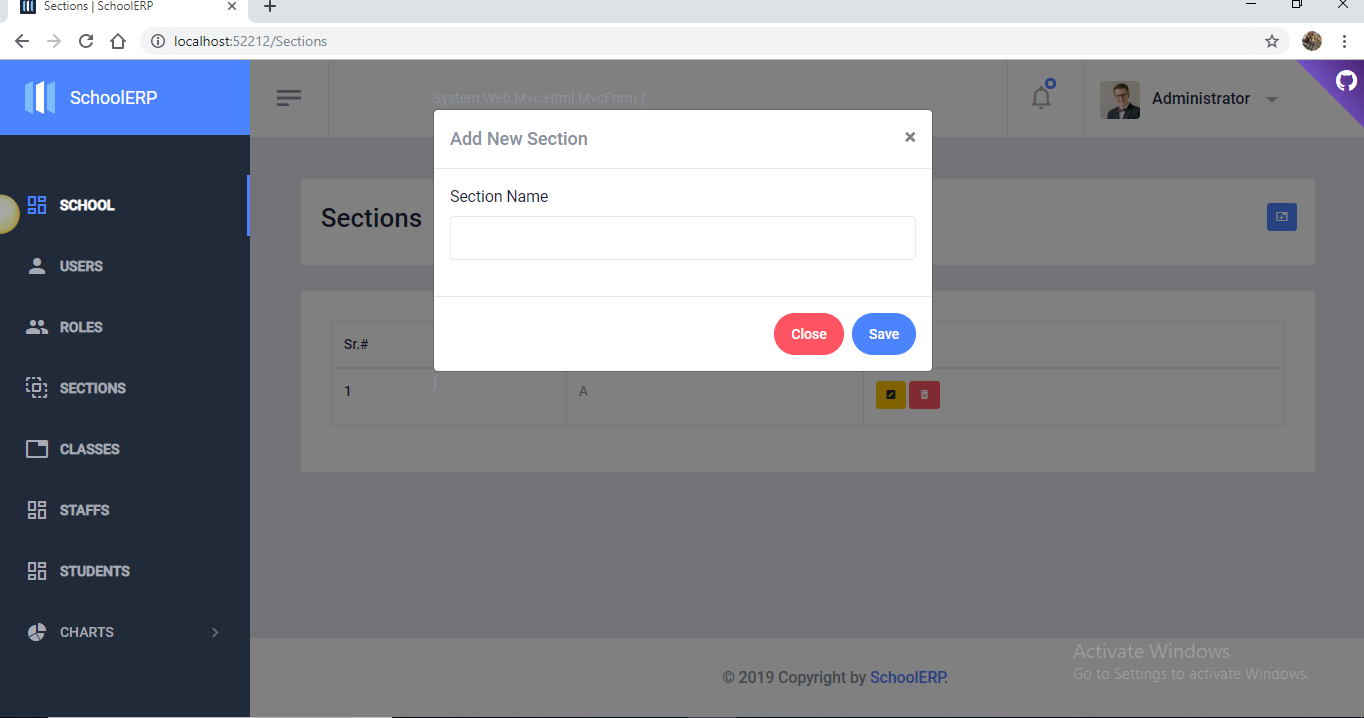 Sections | SchoolERP
localhost:52212/Sections
SchoolERP
System.Web.Mvc.Html.MvcForm {
Administrator
Add New Section
×
Section Name
Close
Save
SCHOOL
USERS
ROLES
SECTIONS
CLASSES
STAFFS
STUDENTS
CHARTS
Sections
Sr.#
1
}
A
© 2019 Copyright by SchoolERP.
Activate Windows
Go to Settings to activate Windows.